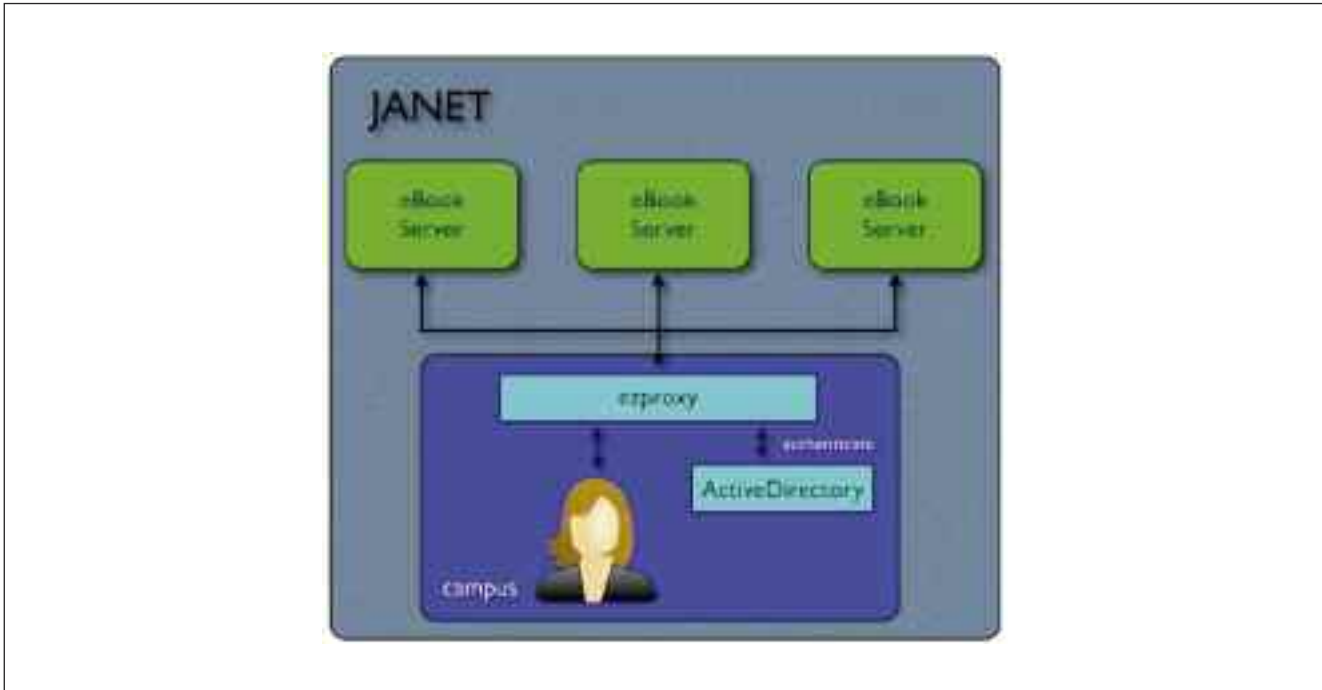 JANET
eBook
Server
eBook
Server
eBook
Server
ezproxy
authenticate
ActiveDirectory
campus